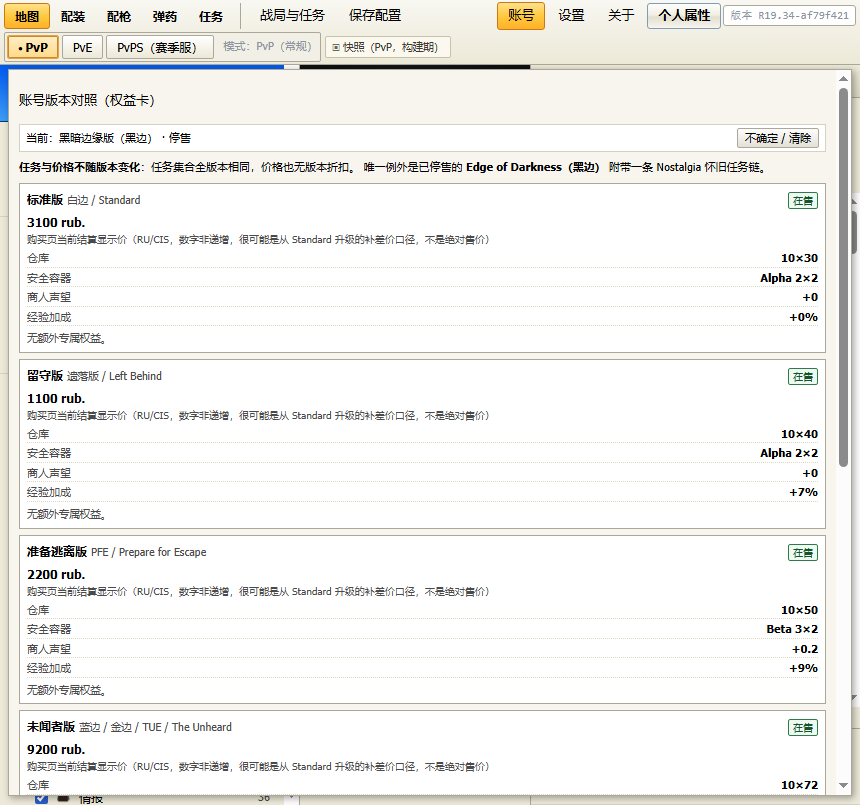 地图 配装 配枪 弹药 任务 战局与任务 保存配置 账号 设置 关于 个人属性 版本 R19.34-af79f421
• PvP PvE PvPS（赛季服） 模式：PvP（常规） 快照（PvP，构建期）
账号版本对照（权益卡）
当前：黑暗边缘版（黑边）· 停售 不确定 / 清除
任务与价格不随版本变化：任务集合全版本相同，价格也无版本折扣。 唯一例外是已停售的 Edge of Darkness（黑边） 附带一条 Nostalgia 怀旧任务链。
标准版 白边 / Standard 在售
3100 rub.
购买页当前结算显示价（RU/CIS，数字非递增，很可能是从 Standard 升级的补差价口径，不是绝对售价）
仓库 10×30
安全容器 Alpha 2×2
商人声望 +0
经验加成 +0%
无额外专属权益。
留守版 遗落版 / Left Behind 在售
1100 rub.
购买页当前结算显示价（RU/CIS，数字非递增，很可能是从 Standard 升级的补差价口径，不是绝对售价）
仓库 10×40
安全容器 Alpha 2×2
商人声望 +0
经验加成 +7%
无额外专属权益。
准备逃离版 PFE / Prepare for Escape 在售
2200 rub.
购买页当前结算显示价（RU/CIS，数字非递增，很可能是从 Standard 升级的补差价口径，不是绝对售价）
仓库 10×50
安全容器 Beta 3×2
商人声望 +0.2
经验加成 +9%
无额外专属权益。
未闻者版 蓝边 / 金边 / TUE / The Unheard 在售
9200 rub.
购买页当前结算显示价（RU/CIS，数字非递增，很可能是从 Standard 升级的补差价口径，不是绝对售价）
仓库 10×72
情报 36